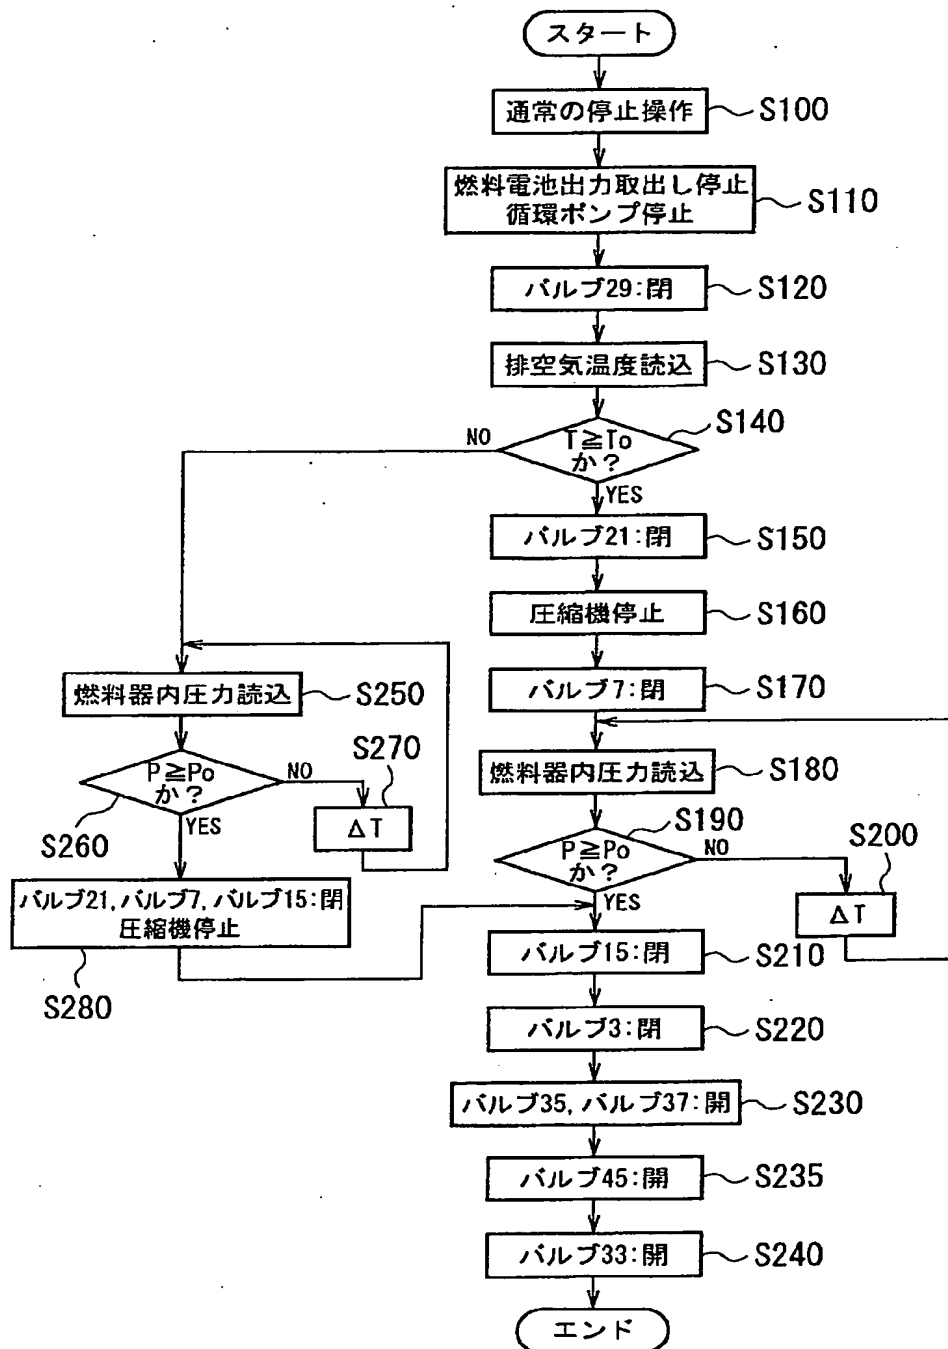 スタート
通常の停止操作
S100
燃料電池出力取出し停止
循環ポンプ停止
S110
バルブ29:閉
S120
排空気温度読込
S130
T≧To
か?
S140
NO
YES
バルブ21:閉
S150
圧縮機停止
S160
バルブ7:閉
S170
燃料器内圧力読込
S180
P≧Po
か?
S190
NO
YES
ΔT
S200
燃料器内圧力読込
S250
P≧Po
か?
S260
NO
YES
ΔT
S270
バルブ21,バルブ7,バルブ15:閉
圧縮機停止
S280
バルブ15:閉
S210
バルブ3:閉
S220
バルブ35,バルブ37:開
S230
バルブ45:開
S235
バルブ33:開
S240
エンド